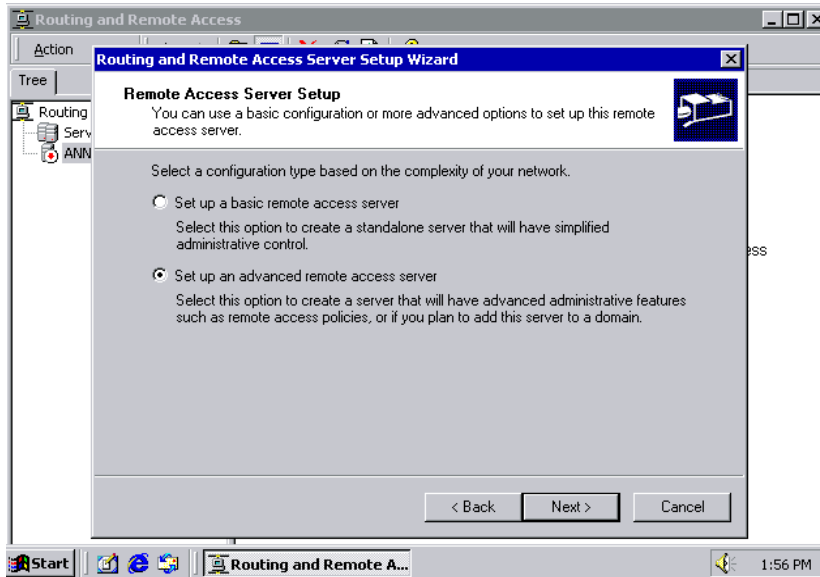 Routing and Remote Access
Action
Tree
Routing
Serv
ANN
ess
Routing and Remote Access Server Setup Wizard
Remote Access Server Setup
You can use a basic configuration or more advanced options to set up this remote
access server.
Select a configuration type based on the complexity of your network.
Set up a basic remote access server
Select this option to create a standalone server that will have simplified
administrative control.
Set up an advanced remote access server
Select this option to create a server that will have advanced administrative features
such as remote access policies, or if you plan to add this server to a domain.
< Back
Next >
Cancel
Start
Routing and Remote A...
1:56 PM